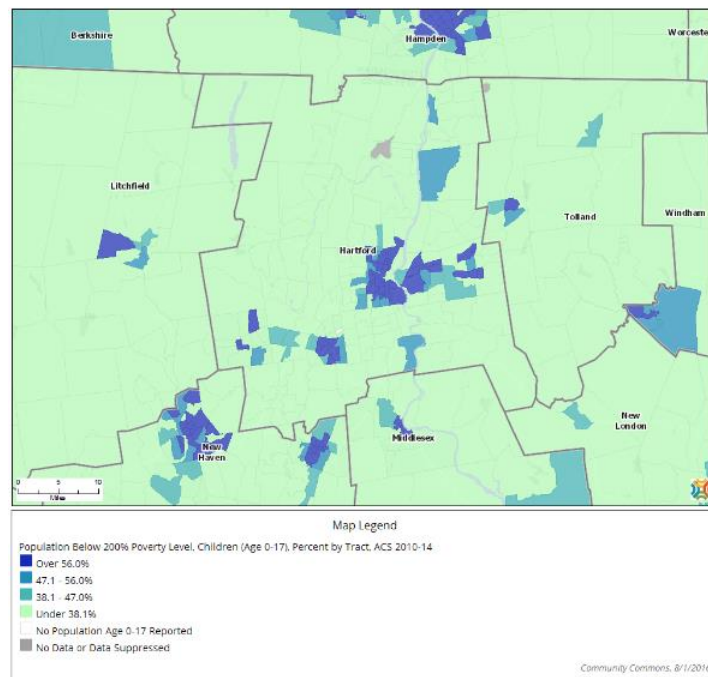 Berkshire
Hampden
Worceste
Litchfield
Tolland
Windham
Hartford
New
London
Middlesex
New
Haven
0 5 10
Miles
Map Legend
Population Below 200% Poverty Level, Children (Age 0-17), Percent by Tract, ACS 2010-14
Over 56.0%
47.1 - 56.0%
38.1 - 47.0%
Under 38.1%
No Population Age 0-17 Reported
No Data or Data Suppressed
Community Commons, 8/1/2016